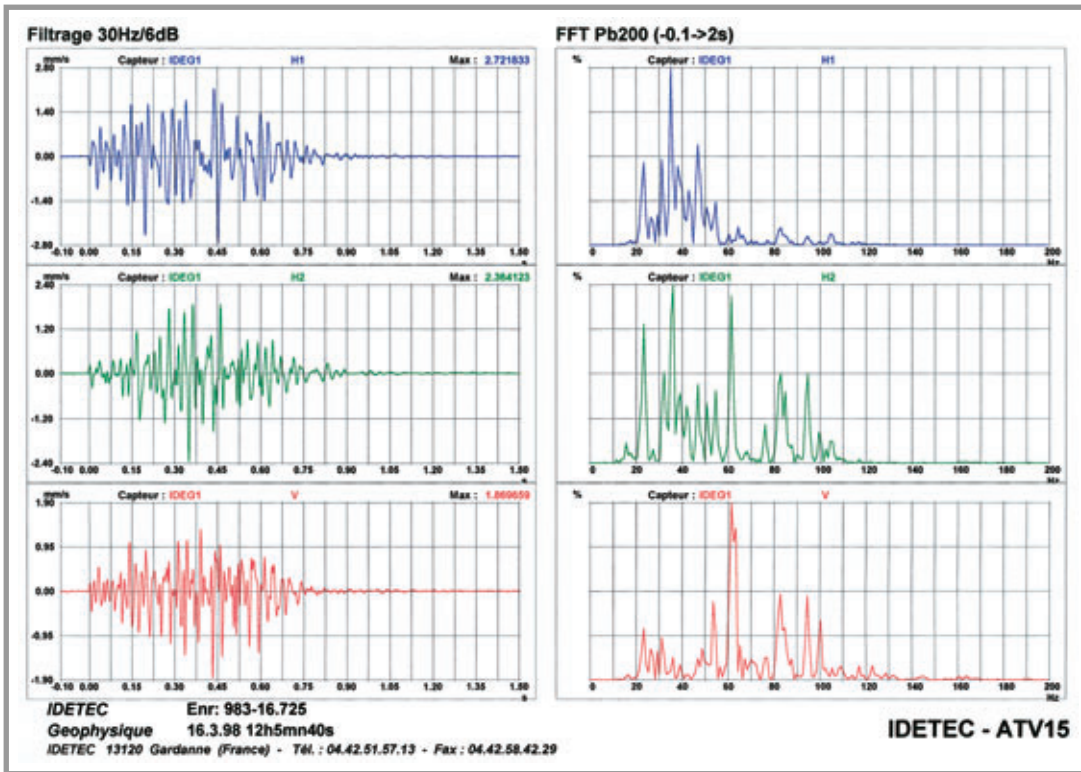 Filtrage 30Hz/6dB
FFT Pb200 (-0.1->2s)
mm/s Capteur : IDEG1 H1 Max : 2.721833
2.80
1.40
0.00
-1.40
-2.80
-0.10 0.00 0.15 0.30 0.45 0.60 0.75 0.90 1.05 1.20 1.35 1.50
s
% Capteur : IDEG1 H1
0 20 40 60 80 100 120 140 160 180 200
Hz
mm/s Capteur : IDEG1 H2 Max : 2.364123
2.40
1.20
0.00
-1.20
-2.40
-0.10 0.00 0.15 0.30 0.45 0.60 0.75 0.90 1.05 1.20 1.35 1.50
s
% Capteur : IDEG1 H2
0 20 40 60 80 100 120 140 160 180 200
Hz
mm/s Capteur : IDEG1 V Max : 1.869659
1.90
0.95
0.00
-0.95
-1.90
-0.10 0.00 0.15 0.30 0.45 0.60 0.75 0.90 1.05 1.20 1.35 1.50
s
% Capteur : IDEG1 V
0 20 40 60 80 100 120 140 160 180 200
Hz
IDETEC Enr: 983-16.725
Geophysique 16.3.98 12h5mn40s
IDETEC 13120 Gardanne (France) - Tél. : 04.42.51.57.13 - Fax : 04.42.58.42.29
IDETEC - ATV15